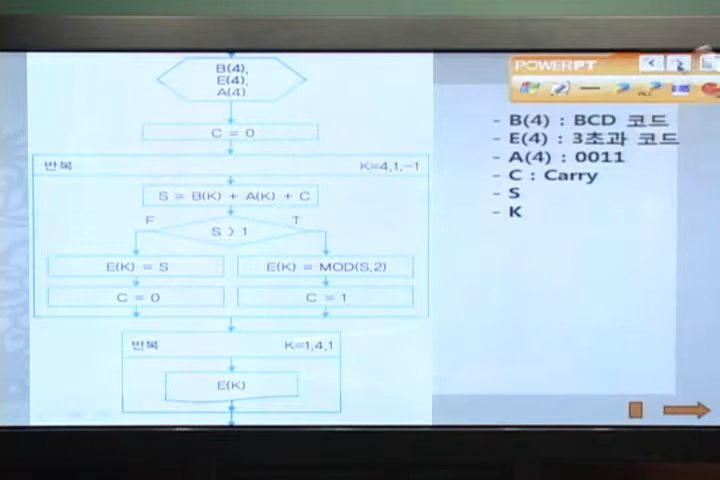 B(4),
E(4),
A(4)
C = 0
반복 K=4,1,-1
S = B(K) + A(K) + C
F T
S > 1
E(K) = S E(K) = MOD(S,2)
C = 0 C = 1
반복 K=1,4,1
E(K)
POWERPT
- B(4) : BCD 코드
- E(4) : 3초과 코드
- A(4) : 0011
- C : Carry
- S
- K